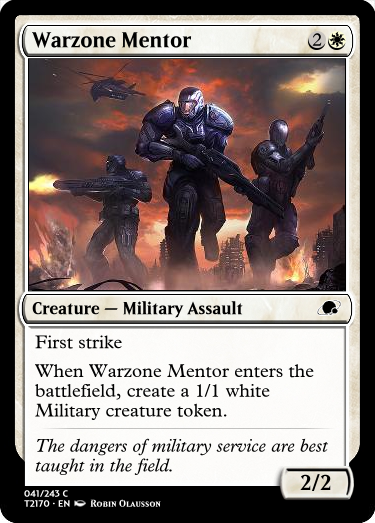 Warzone Mentor 2
Creature — Military Assault
First strike
When Warzone Mentor enters the
battlefield, create a 1/1 white
Military creature token.
The dangers of military service are best
taught in the field.
2/2
041/243 C
T2170 · EN Robin Olausson